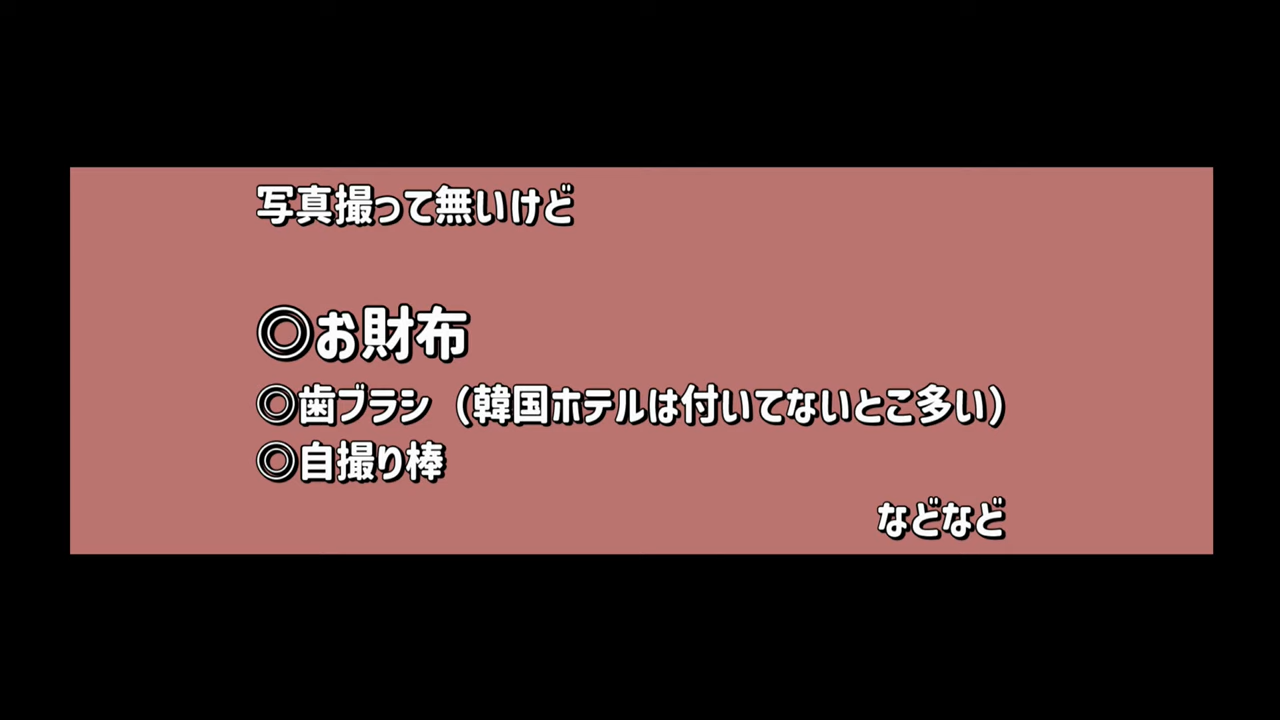 写真撮って無いけど
◎お財布
◎歯ブラシ（韓国ホテルは付いてないとこ多い）
◎自撮り棒
などなど